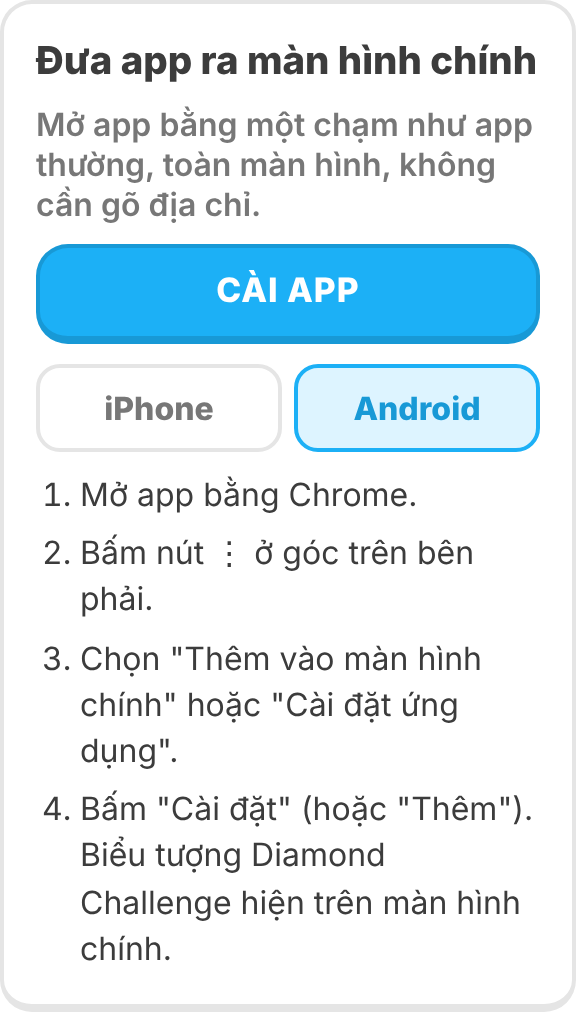 Đưa app ra màn hình chính
Mở app bằng một chạm như app
thường, toàn màn hình, không
cần gõ địa chỉ.
CÀI APP
iPhone
Android
1. Mở app bằng Chrome.
2. Bấm nút ⋮ ở góc trên bên
phải.
3. Chọn "Thêm vào màn hình
chính" hoặc "Cài đặt ứng
dụng".
4. Bấm "Cài đặt" (hoặc "Thêm").
Biểu tượng Diamond
Challenge hiện trên màn hình
chính.